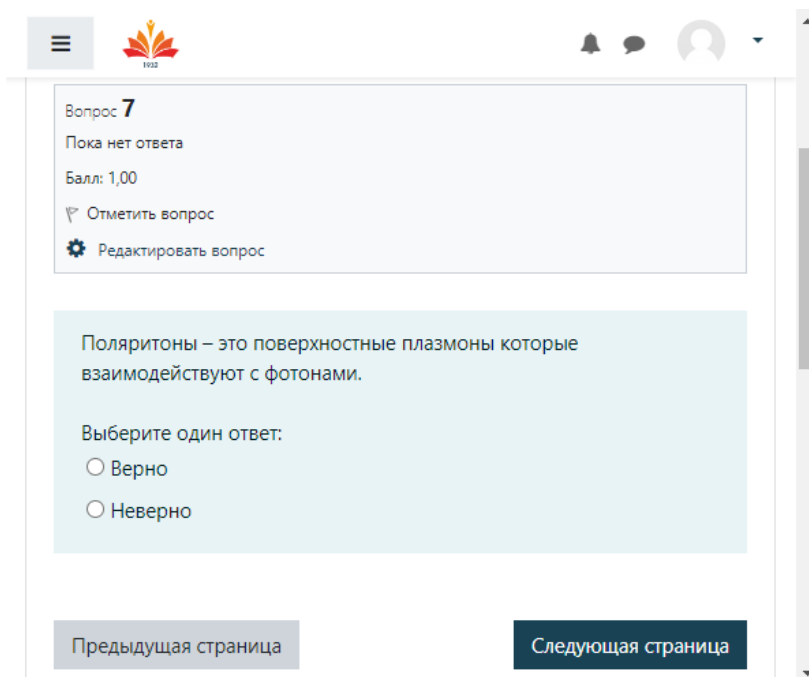 1932
Вопрос 7
Пока нет ответа
Балл: 1,00
Отметить вопрос
Редактировать вопрос
Поляритоны – это поверхностные плазмоны которые
взаимодействуют с фотонами.
Выберите один ответ:
Верно
Неверно
Предыдущая страница
Следующая страница